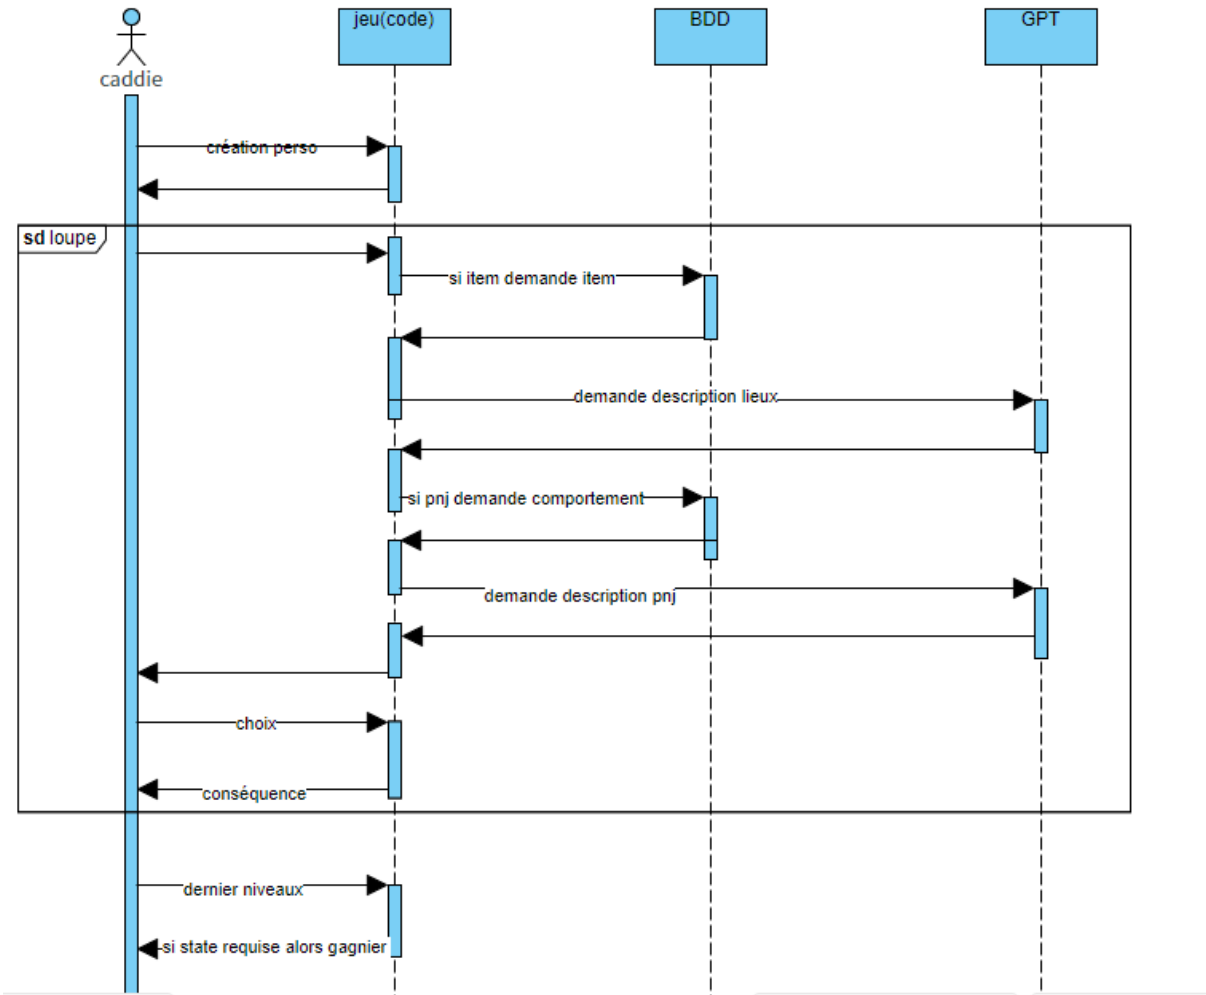 jeu(code)
BDD
GPT
caddie
création perso
sd loupe
si item demande item
demande description lieux
si pnj demande comportement
demande description pnj
choix
conséquence
dernier niveaux
si state requise alors gagnier